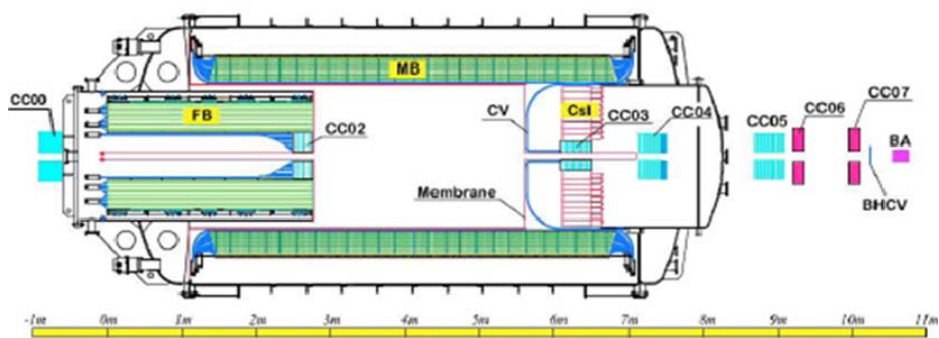 MB
CC00
FB
CC02
CV
CsI
CC03
CC04
CC05
CC06
CC07
BA
BHCV
Membrane
-1m 0m 1m 2m 3m 4m 5m 6m 7m 8m 9m 10m 11m